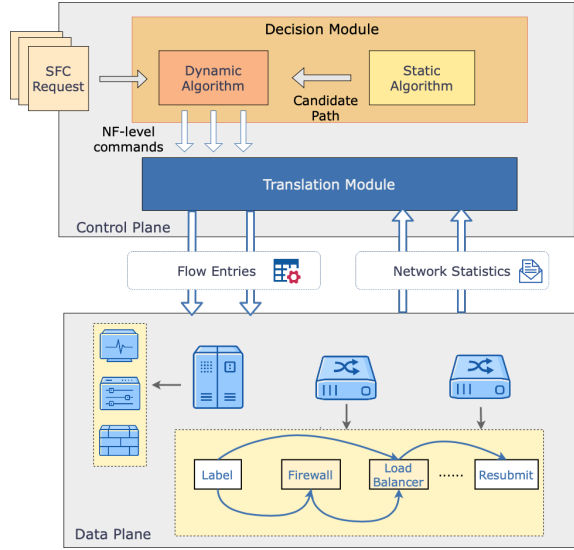 Decision Module
SFC
Request
Dynamic
Algorithm
Static
Algorithm
Candidate
Path
NF-level
commands
Translation Module
Control Plane
Flow Entries
Network Statistics
Label
Firewall
Load
Balancer
......
Resubmit
Data Plane